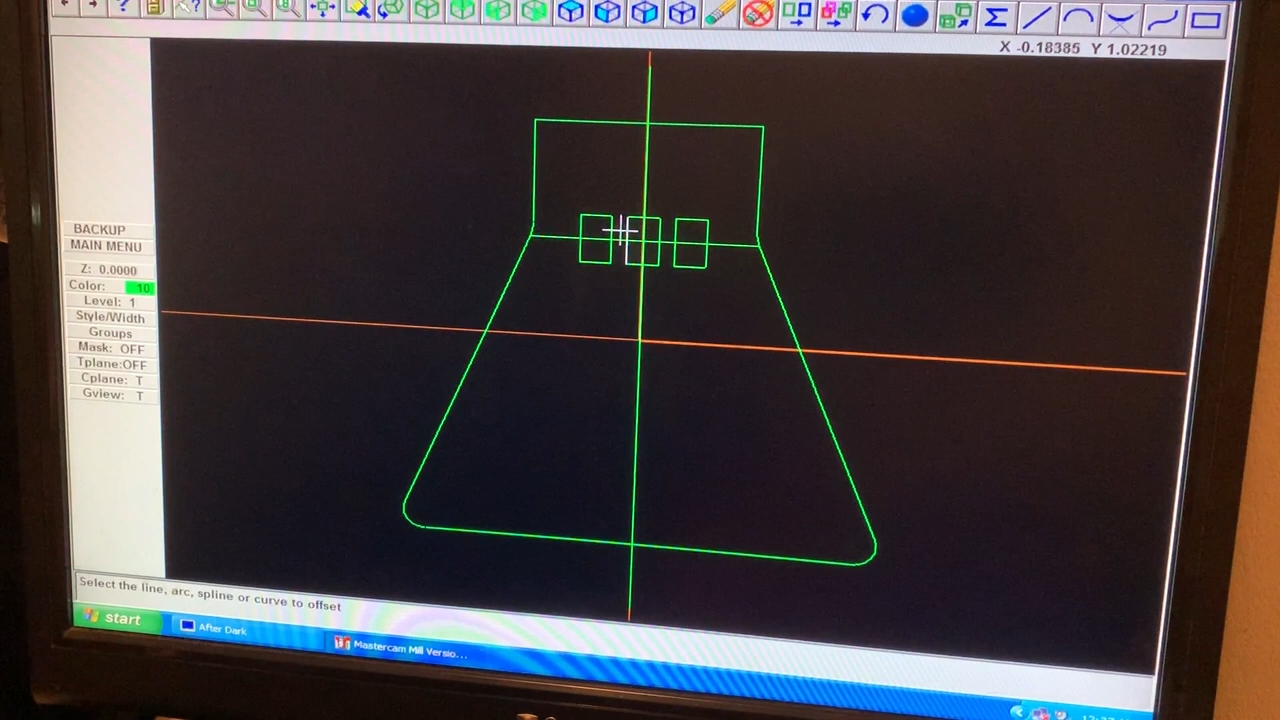 X -0.18385 Y 1.02219
BACKUP
MAIN MENU
Z: 0.0000
Color: 10
Level: 1
Style/Width
Groups
Mask: OFF
Tplane:OFF
Cplane: T
Gview: T
Select the line, arc, spline or curve to offset
start
After Dark
Mastercam Mill Versio...